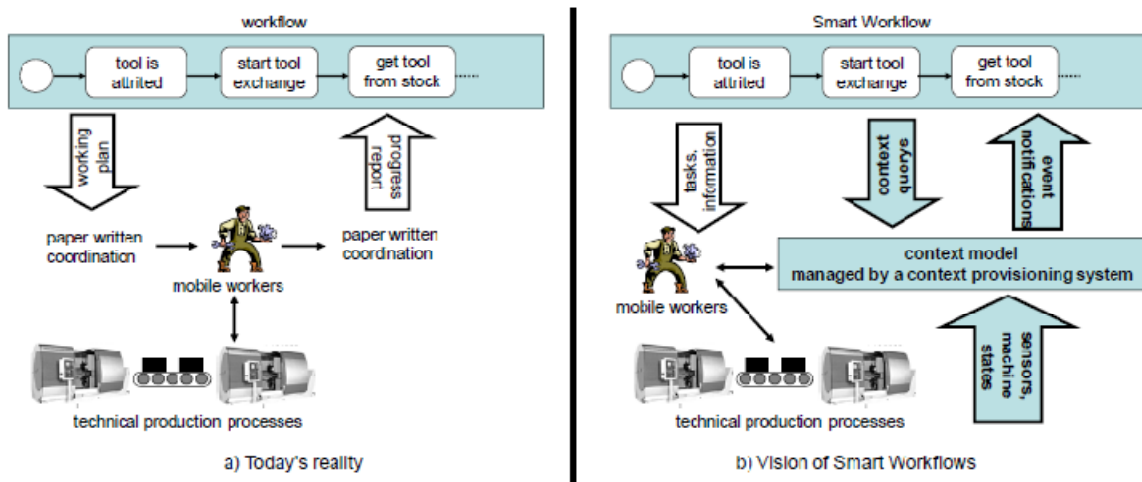 workflow
tool is
attrited
start tool
exchange
get tool
from stock
working
plan
progress
report
paper written
coordination
paper written
coordination
mobile workers
technical production processes
a) Today's reality
Smart Workflow
tool is
attrited
start tool
exchange
get tool
from stock
tasks,
information
context
querys
event
notifications
context model
managed by a context provisioning system
mobile workers
sensors,
machine
states
technical production processes
b) Vision of Smart Workflows